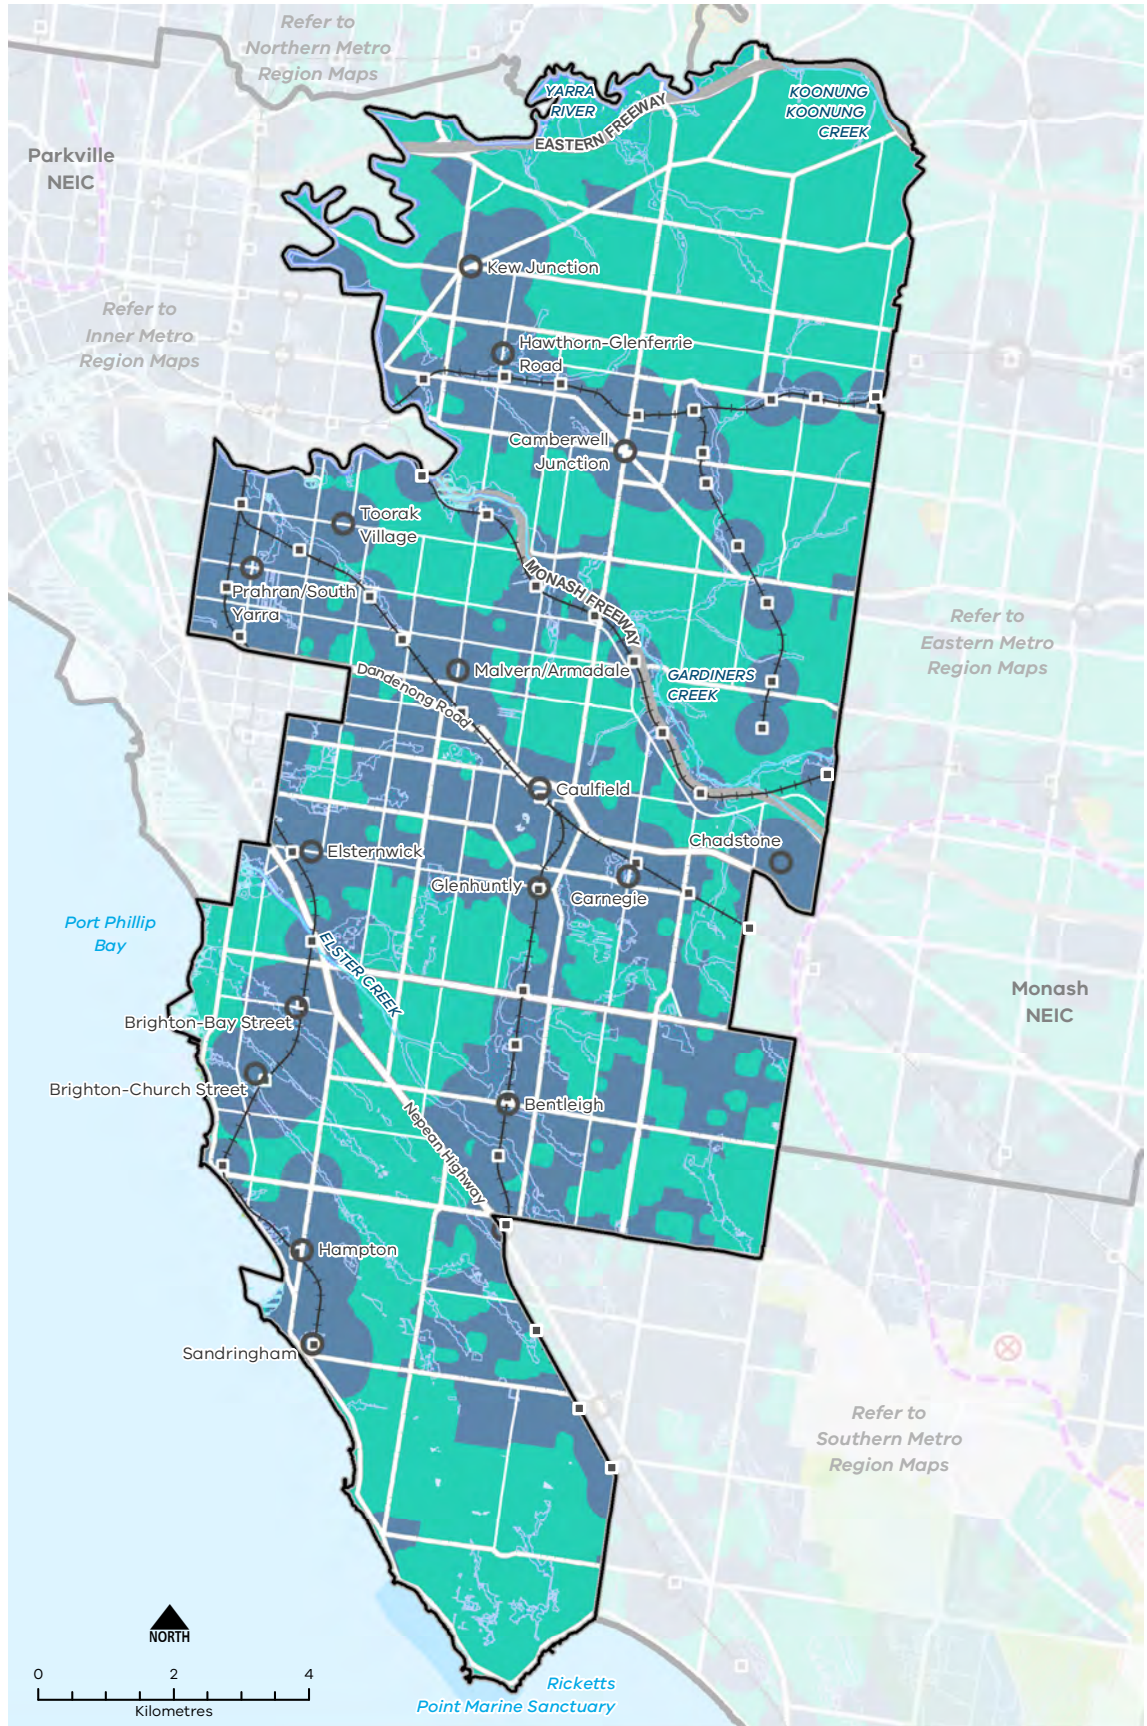 Refer to
Northern Metro
Region Maps
YARRA
RIVER
EASTERN FREEWAY
KOONUNG
KOONUNG
CREEK
Parkville
NEIC
Kew Junction
Refer to
Inner Metro
Region Maps
Hawthorn-Glenferrie
Road
Camberwell
Junction
Toorak
Village
Prahran/South
Yarra
MONASH FREEWAY
Refer to
Eastern Metro
Region Maps
Malvern/Armadale
GARDINERS
CREEK
Dandenong Road
Caulfield
Chadstone
Elsternwick
Glenhuntly
Carnegie
Port Phillip
Bay
ELSTER CREEK
Monash
NEIC
Brighton-Bay Street
Brighton-Church Street
Bentleigh
Nepean Highway
Hampton
Sandringham
Refer to
Southern Metro
Region Maps
NORTH
0 2 4
Kilometres
Ricketts
Point Marine Sanctuary